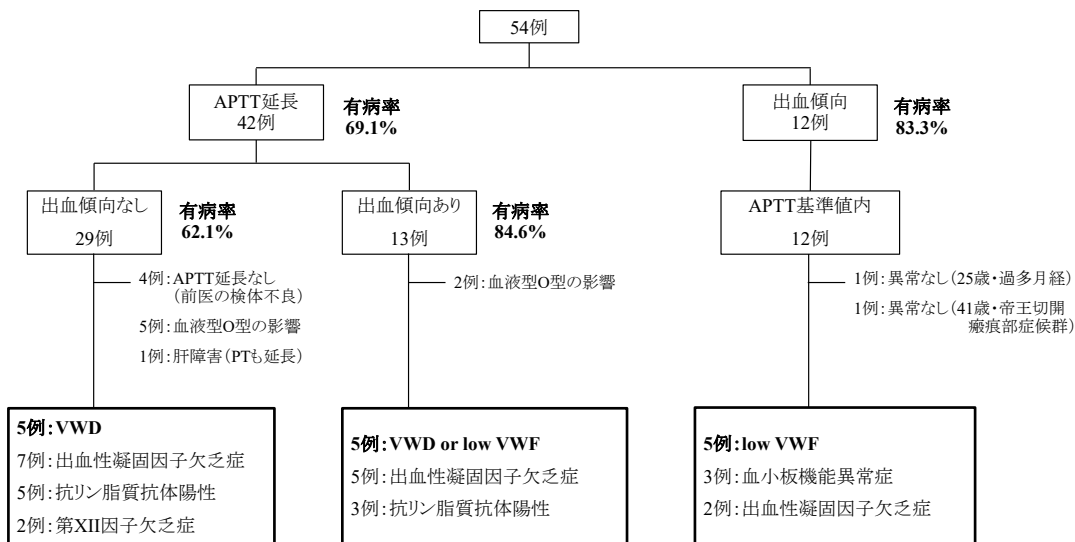 54例
APTT延長
42例
有病率
69.1%
出血傾向
12例
有病率
83.3%
出血傾向なし
29例
有病率
62.1%
出血傾向あり
13例
有病率
84.6%
APTT基準値内
12例
4例：APTT延長なし
（前医の検体不良）
5例：血液型O型の影響
1例：肝障害（PTも延長）
2例：血液型O型の影響
1例：異常なし（25歳・過多月経）
1例：異常なし（41歳・帝王切開
瘢痕部症候群）
5例：VWD
7例：出血性凝固因子欠乏症
5例：抗リン脂質抗体陽性
2例：第XII因子欠乏症
5例：VWD or low VWF
5例：出血性凝固因子欠乏症
3例：抗リン脂質抗体陽性
5例：low VWF
3例：血小板機能異常症
2例：出血性凝固因子欠乏症